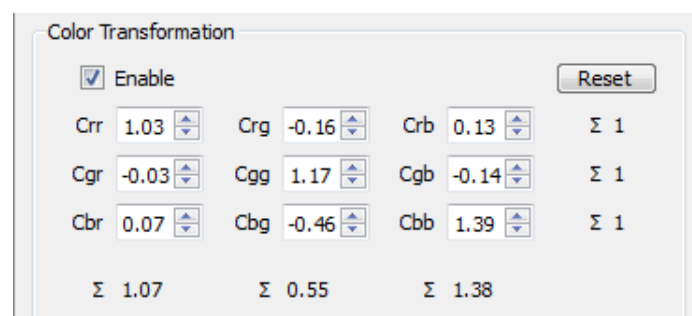 Color Transformation
Enable Reset
Crr 1.03 Crg -0.16 Crb 0.13 Σ 1
Cgr -0.03 Cgg 1.17 Cgb -0.14 Σ 1
Cbr 0.07 Cbg -0.46 Cbb 1.39 Σ 1
Σ 1.07 Σ 0.55 Σ 1.38